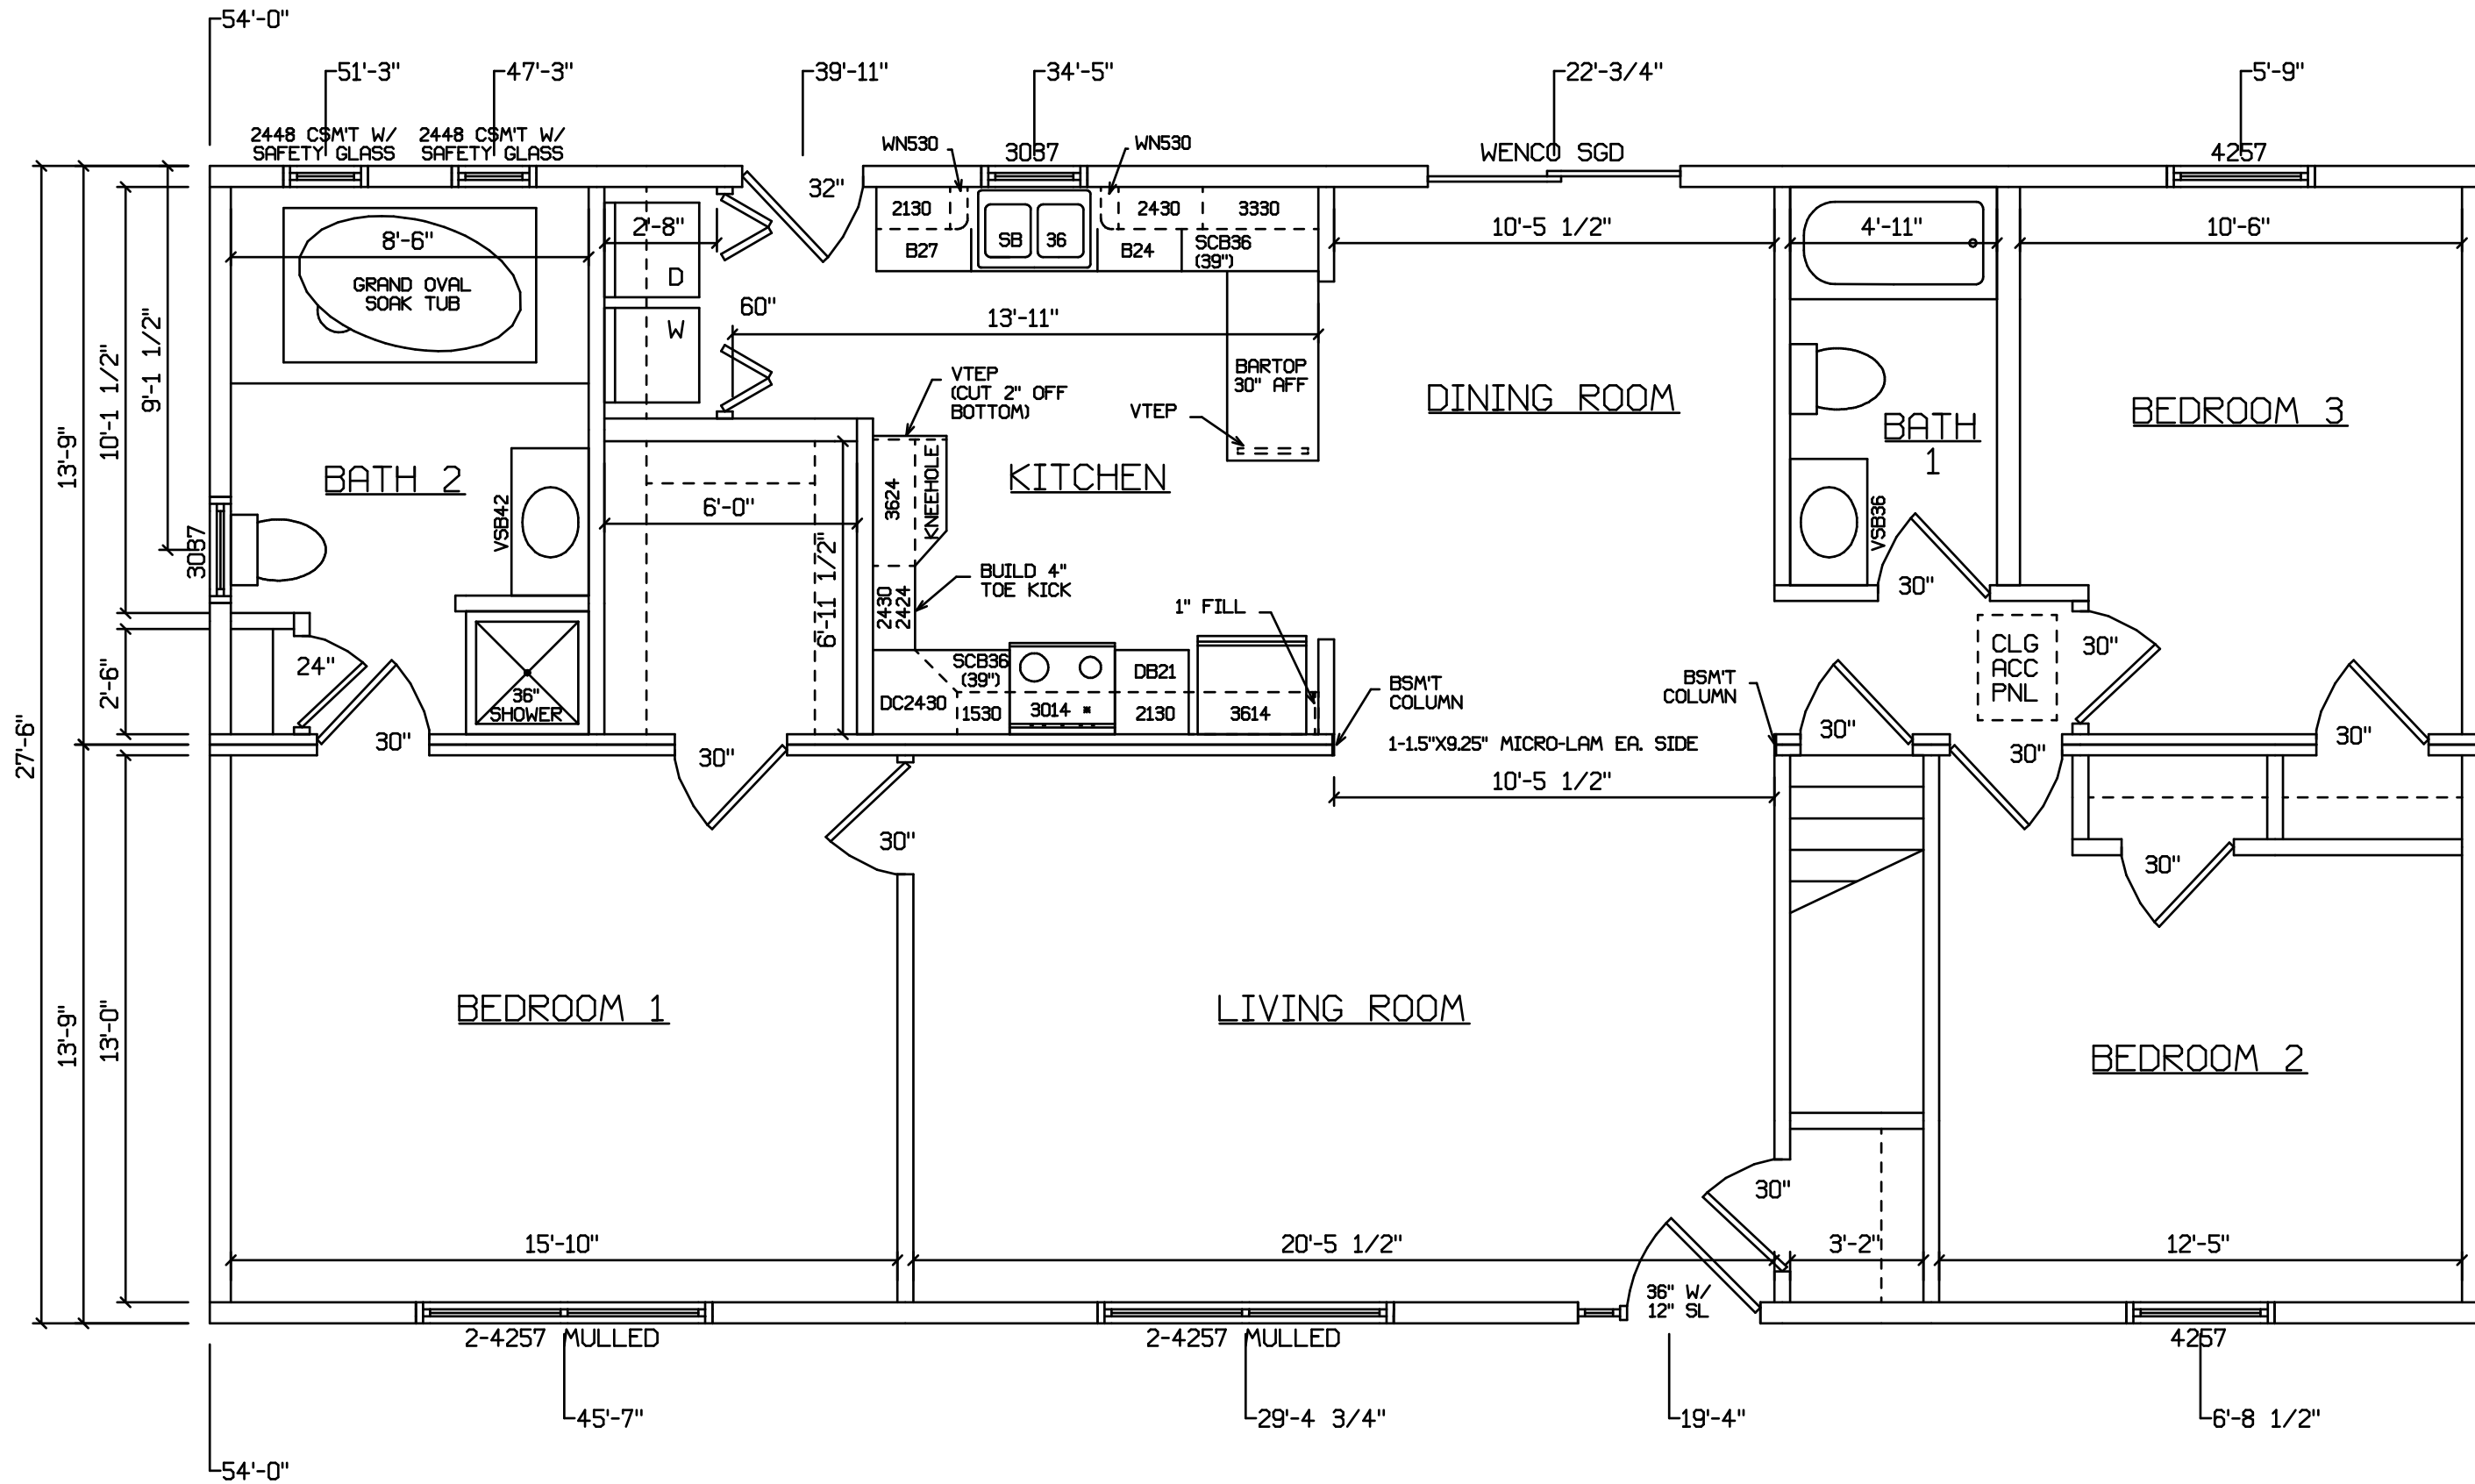 54'-0"
51'-3"
47'-3"
39'-11"
34'-5"
22'-3/4"
5'-9"
2448 CSM'T W/
SAFETY GLASS
2448 CSM'T W/
SAFETY GLASS
WN530
3037
WN530
WENCO SGD
4257
32"
2130
2430
3330
8'-6"
2'-8"
B27
SB
36
B24
SCB36
(39")
10'-5 1/2"
4'-11"
10'-6"
GRAND OVAL
SOAK TUB
D
60"
13'-11"
W
9'-1 1/2"
10'-1 1/2"
13'-9"
27'-6"
VTEP
(CUT 2" OFF
BOTTOM)
BARTOP
30" AFF
VTEP
DINING ROOM
BATH
1
BEDROOM 3
BATH 2
KITCHEN
3624
KNEEHOLE
VSB42
6'-0"
VSB36
3037
6'-11 1/2"
BUILD 4"
TOE KICK
2430
2424
1" FILL
30"
24"
2'-6"
SCB36
(39")
DB21
DC2430
1530
3014 *
2130
3614
36"
SHOWER
BSM'T
COLUMN
BSM'T
COLUMN
CLG
ACC
PNL
30"
30"
30"
30"
30"
30"
1-1.5"X9.25" MICRO-LAM EA. SIDE
10'-5 1/2"
30"
30"
13'-9"
13'-0"
BEDROOM 1
LIVING ROOM
BEDROOM 2
30"
15'-10"
20'-5 1/2"
3'-2"
12'-5"
36" W/
12" SL
2-4257 MULLED
2-4257 MULLED
4257
45'-7"
29'-4 3/4"
19'-4"
6'-8 1/2"
54'-0"